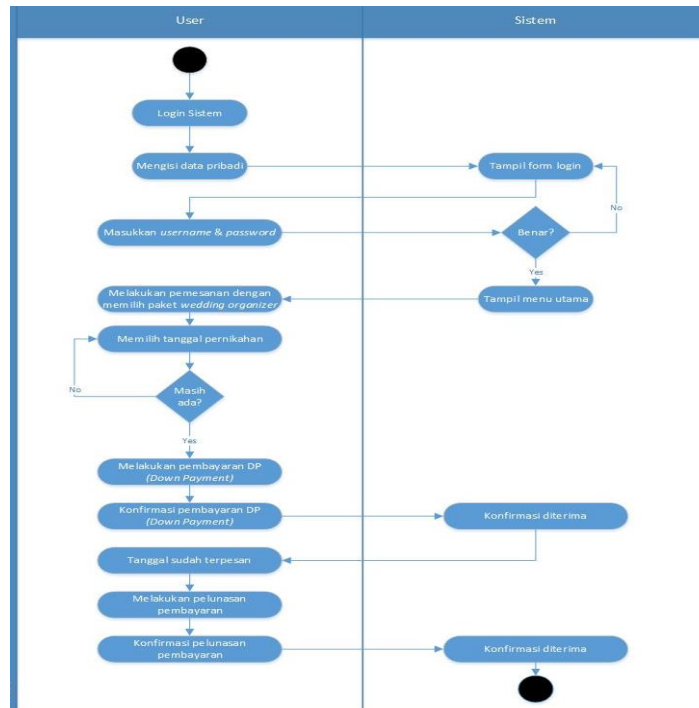 User
Sistem
Login Sistem
Mengisi data pribadi
Tampil form login
No
Masukkan username & password
Benar?
Yes
Melakukan pemesanan dengan
memilih paket wedding organizer
Tampil menu utama
Memilih tanggal pernikahan
No
Masih
ada?
Yes
Melakukan pembayaran DP
(Down Payment)
Konfirmasi pembayaran DP
(Down Payment)
Konfirmasi diterima
Tanggal sudah terpesan
Melakukan pelunasan
pembayaran
Konfirmasi pelunasan
pembayaran
Konfirmasi diterima